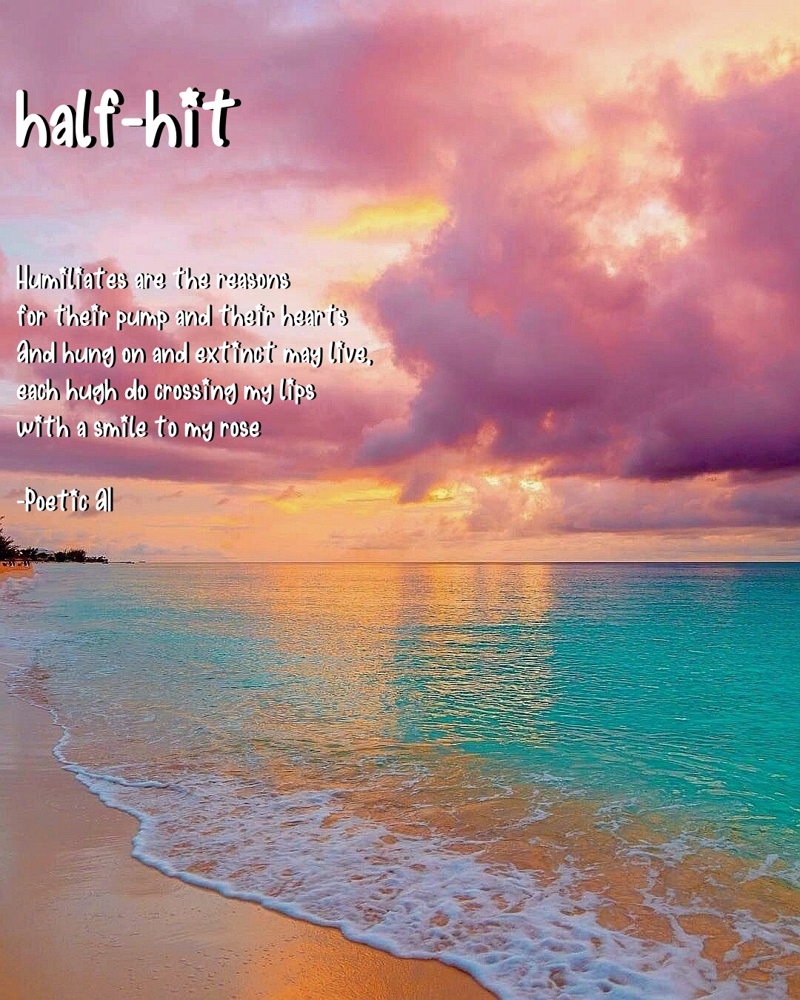 half-hit
Humiliates are the reasons
for their pump and their hearts
And hung on and extinct may live,
each hugh do crossing my lips
with a smile to my rose
-Poetic Al